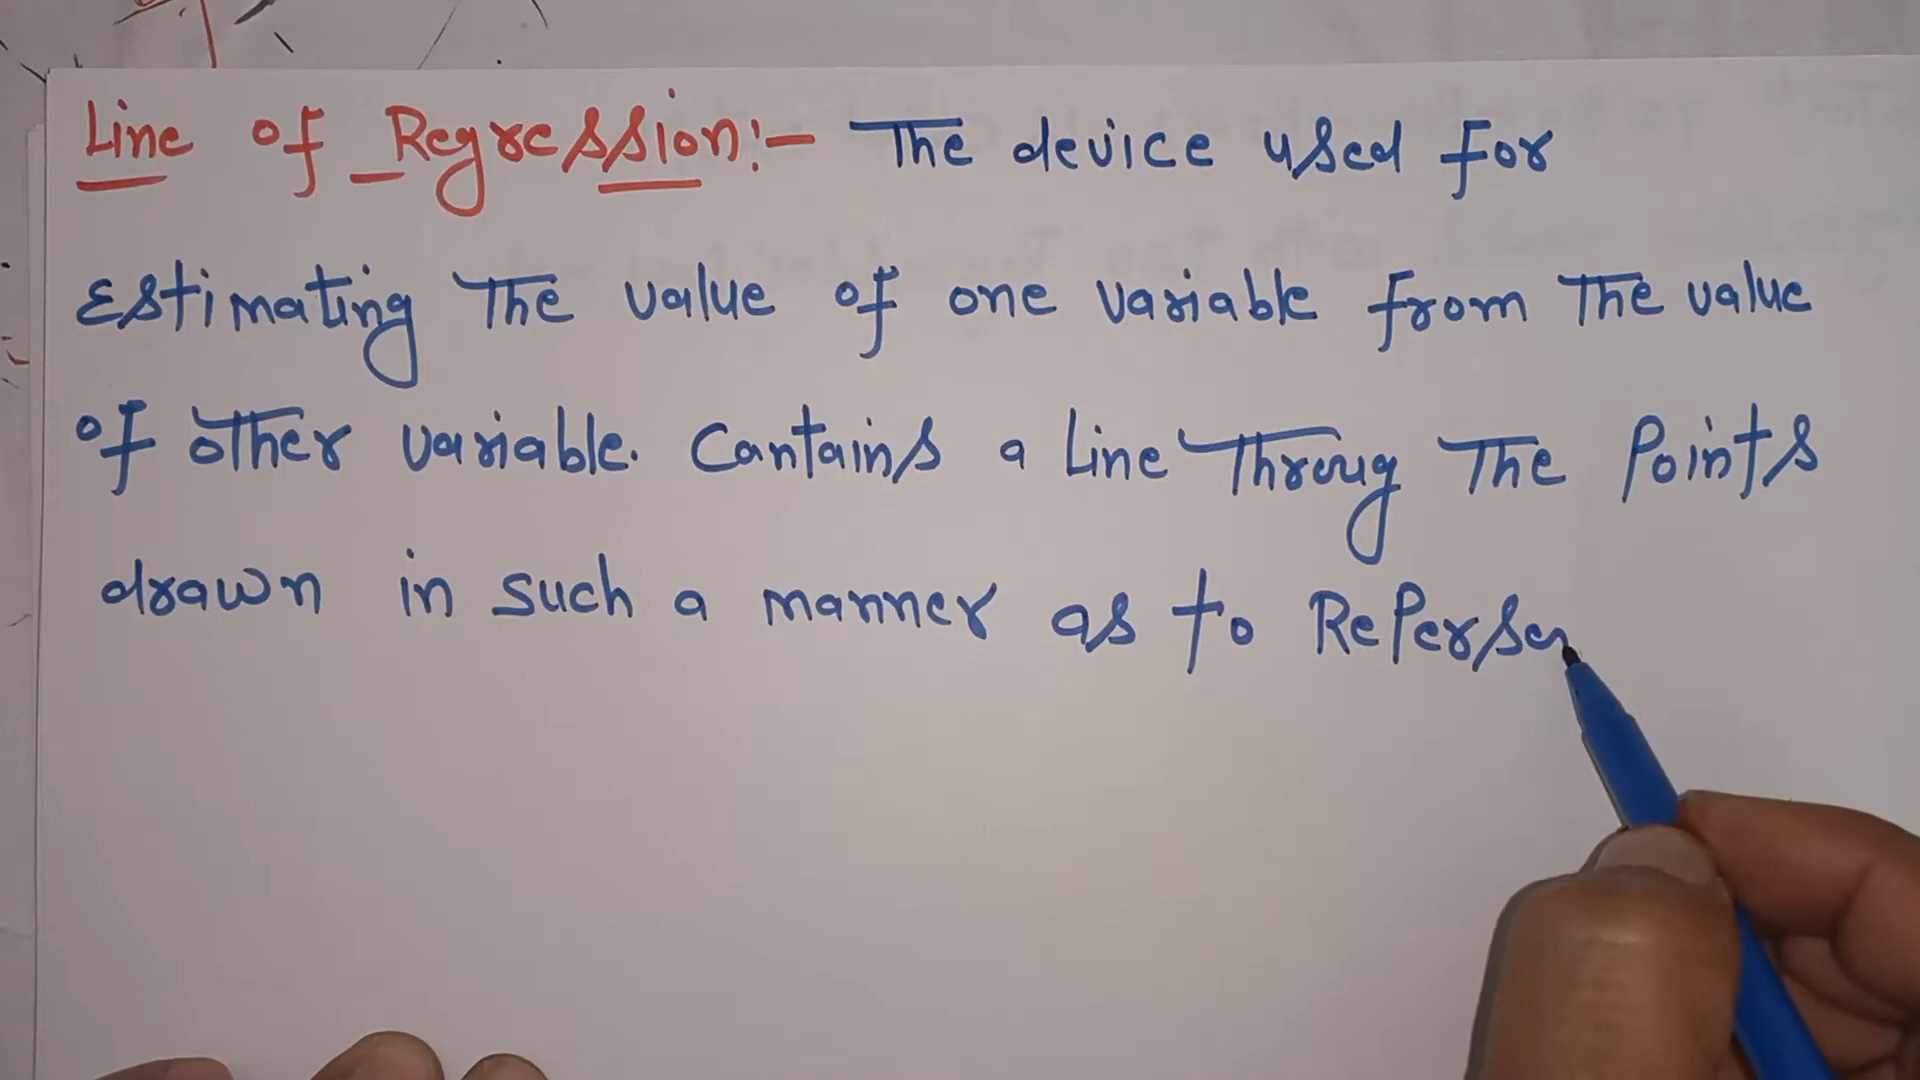 Line of Regression:- The device used for
Estimating The value of one variable from The value
of other variable. Cantains a Line Throug The Points
drawn in such a manner as to Repersen